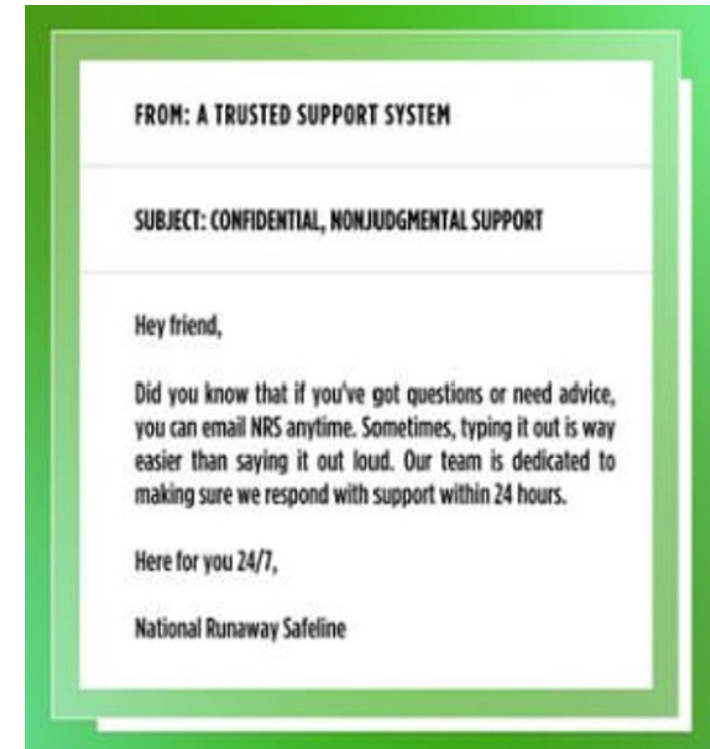 FROM: A TRUSTED SUPPORT SYSTEM
SUBJECT: CONFIDENTIAL, NONJUDGMENTAL SUPPORT
Hey friend,
Did you know that if you've got questions or need advice,
you can email NRS anytime. Sometimes, typing it out is way
easier than saying it out loud. Our team is dedicated to
making sure we respond with support within 24 hours.
Here for you 24/7,
National Runaway Safeline